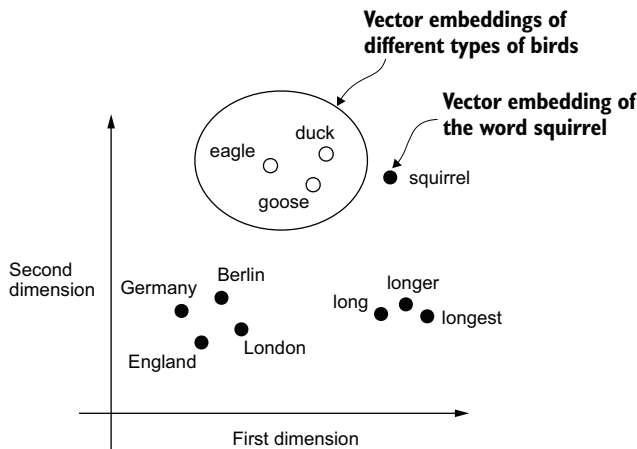 Vector embeddings of
different types of birds
Vector embedding of
the word squirrel
duck
eagle
goose
squirrel
Second
dimension
Germany
Berlin
England
London
longer
long
longest
First dimension